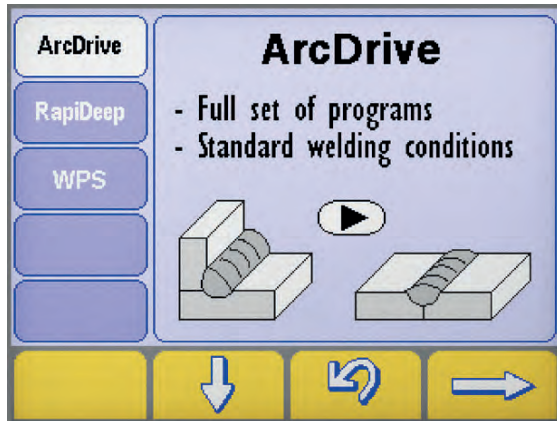 ArcDrive
RapiDeep
WPS
ArcDrive
- Full set of programs
- Standard welding conditions